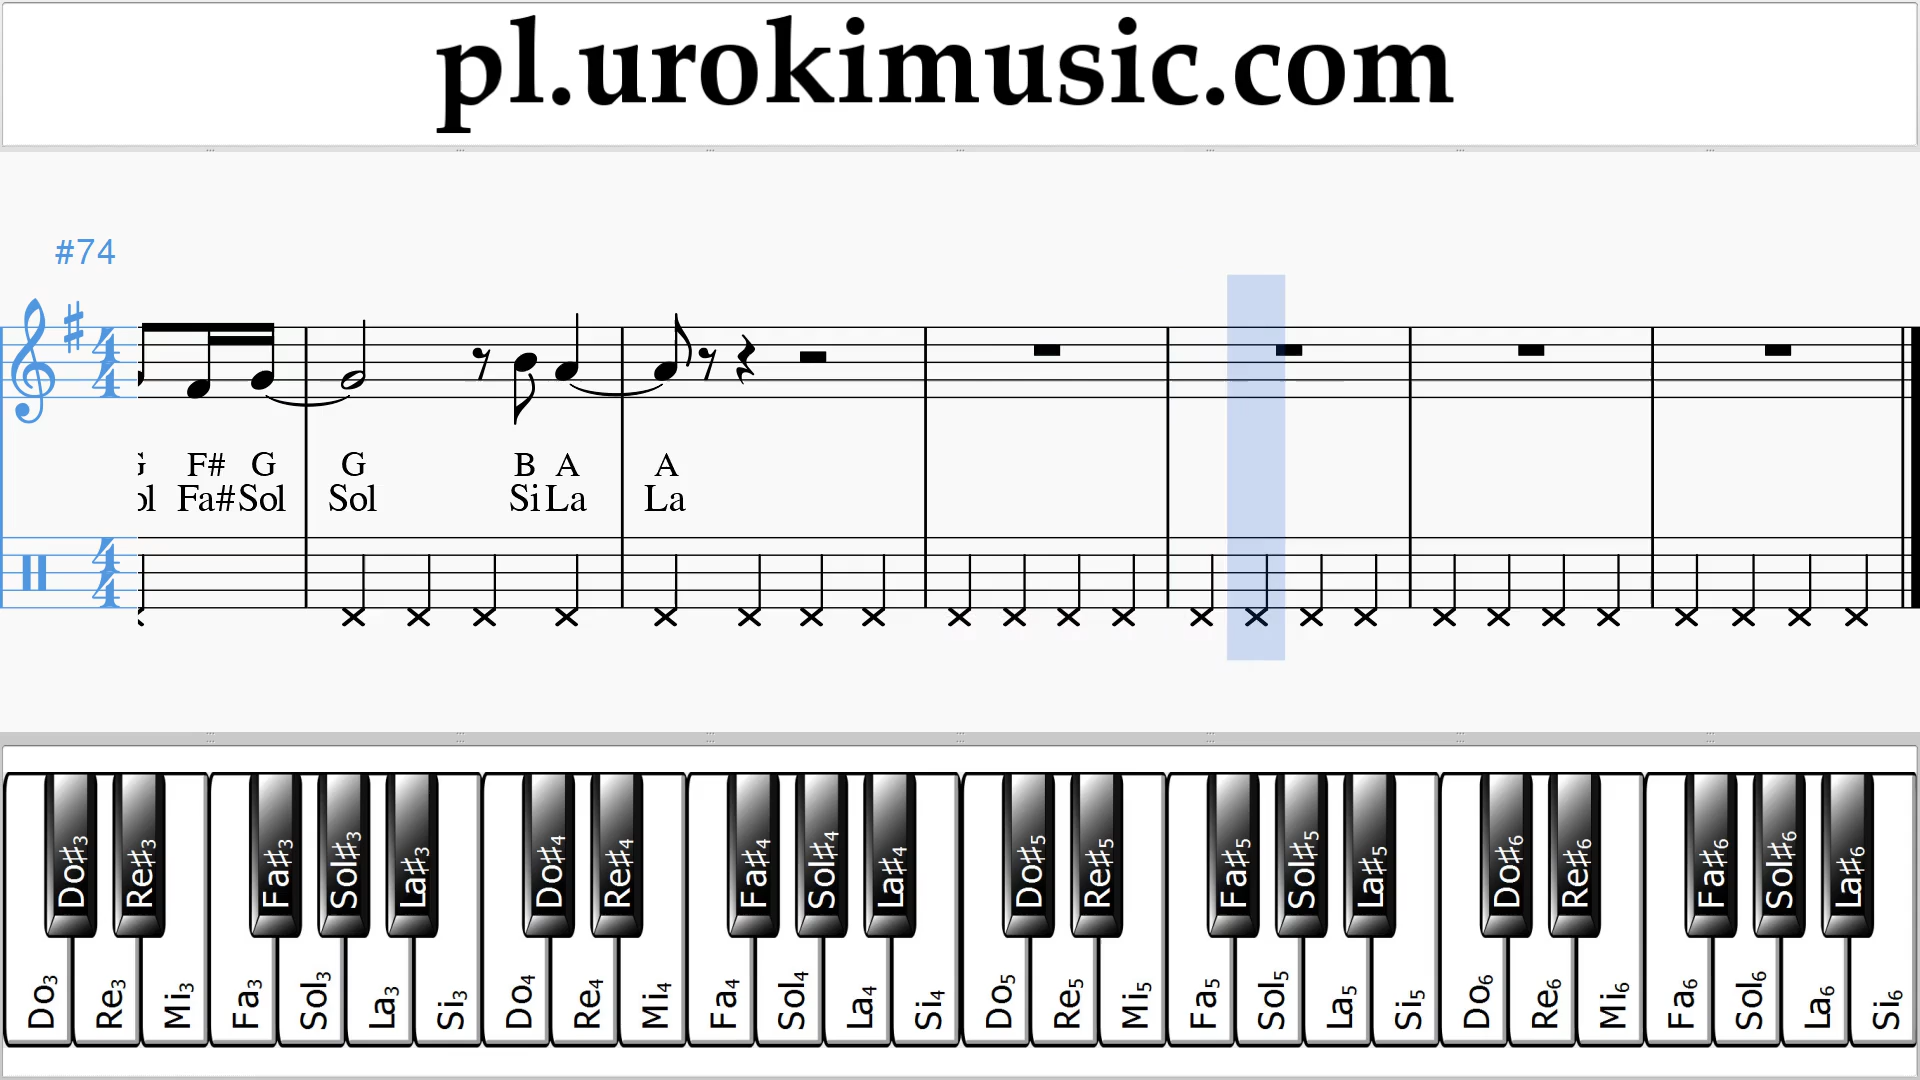 pl.urokimusic.com
#74
4
4
F# G G B A A
Fa# Sol Sol Si La La
4
4
Do#3 Re#3 Fa#3 Sol#3 La#3 Do#4 Re#4 Fa#4 Sol#4 La#4 Do#5 Re#5 Fa#5 Sol#5 La#5 Do#6 Re#6 Fa#6 Sol#6 La#6
Do3 Re3 Mi3 Fa3 Sol3 La3 Si3 Do4 Re4 Mi4 Fa4 Sol4 La4 Si4 Do5 Re5 Mi5 Fa5 Sol5 La5 Si5 Do6 Re6 Mi6 Fa6 Sol6 La6 Si6